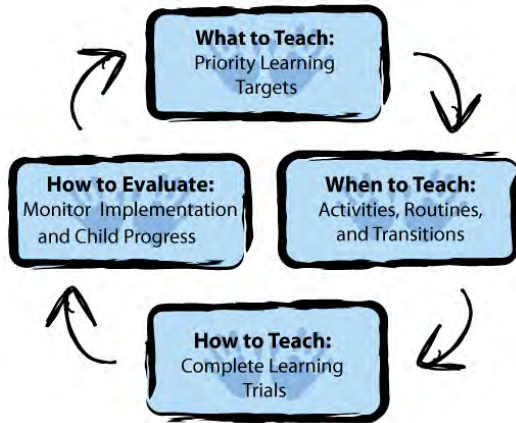 What to Teach:
Priority Learning
Targets
When to Teach:
Activities, Routines,
and Transitions
How to Teach:
Complete Learning
Trials
How to Evaluate:
Monitor Implementation
and Child Progress